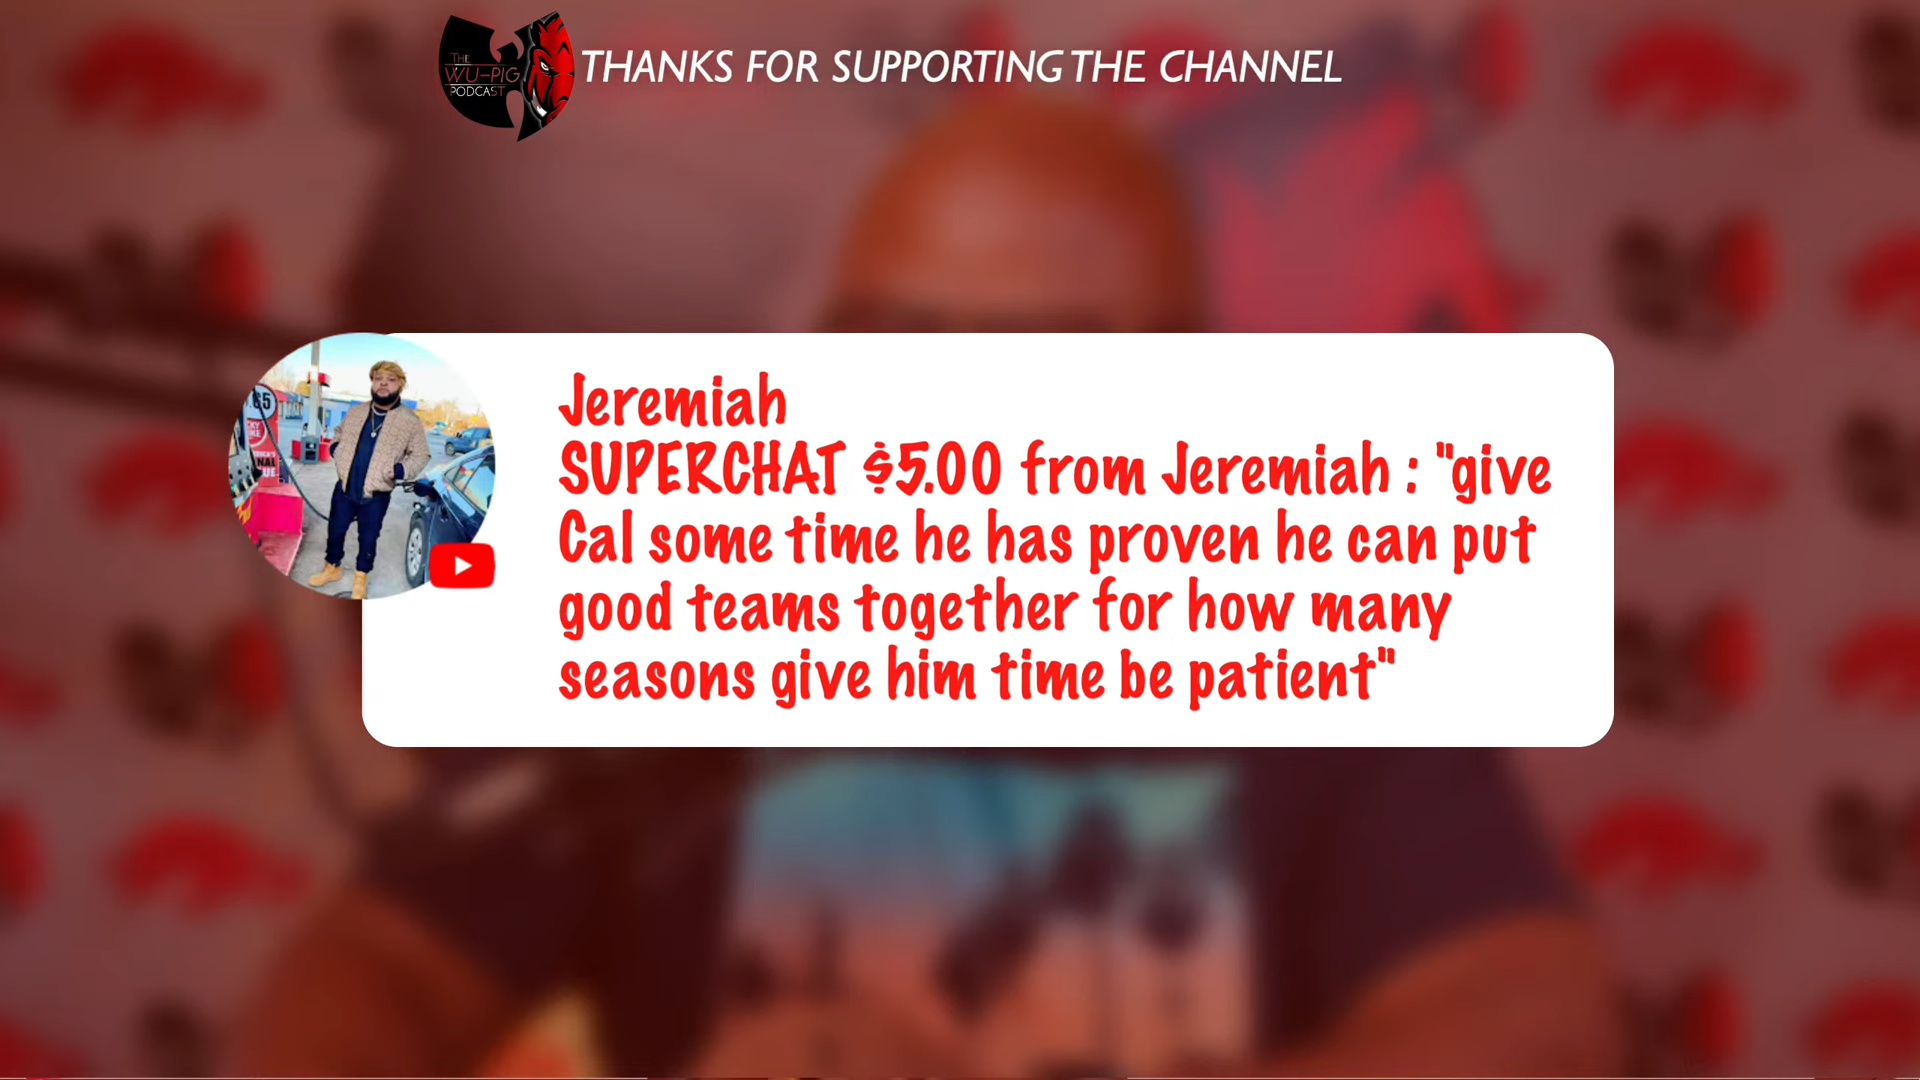 THE
WU-PIG
PODCAST
THANKS FOR SUPPORTING THE CHANNEL
Jeremiah
SUPERCHAT $5.00 from Jeremiah : "give
Cal some time he has proven he can put
good teams together for how many
seasons give him time be patient"